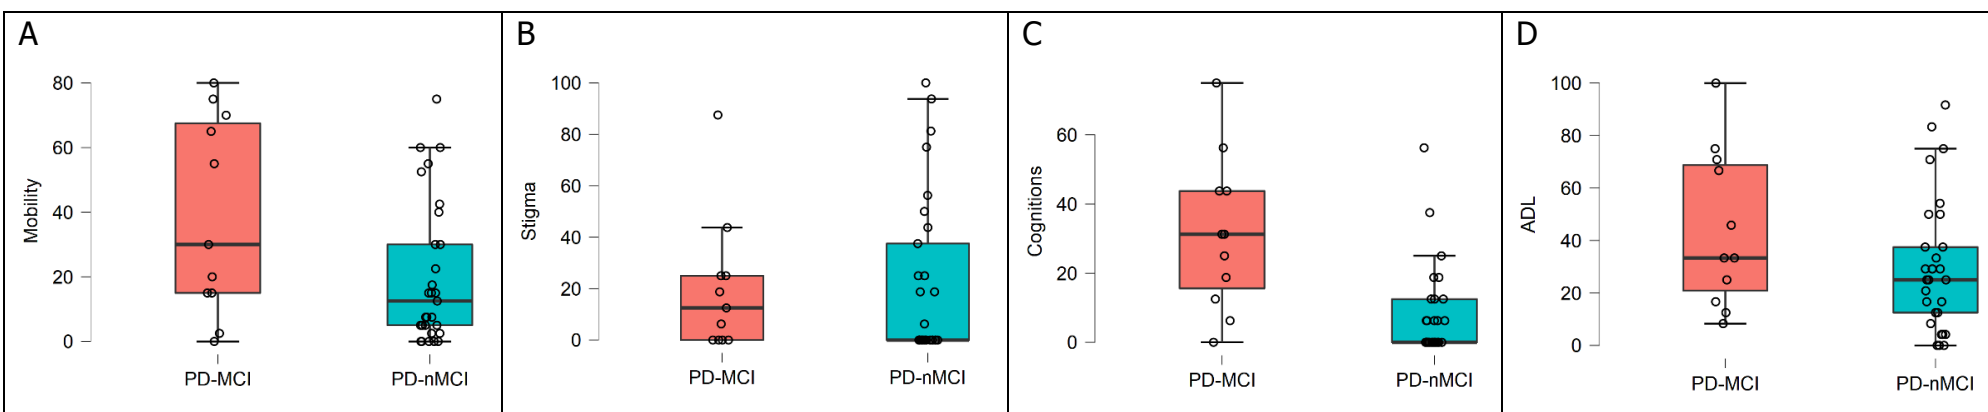 A
Mobility
80
60
40
20
0
PD-MCI
PD-nMCI
B
Stigma
100
80
60
40
20
0
PD-MCI
PD-nMCI
C
Cognitions
60
40
20
0
PD-MCI
PD-nMCI
D
ADL
100
80
60
40
20
0
PD-MCI
PD-nMCI